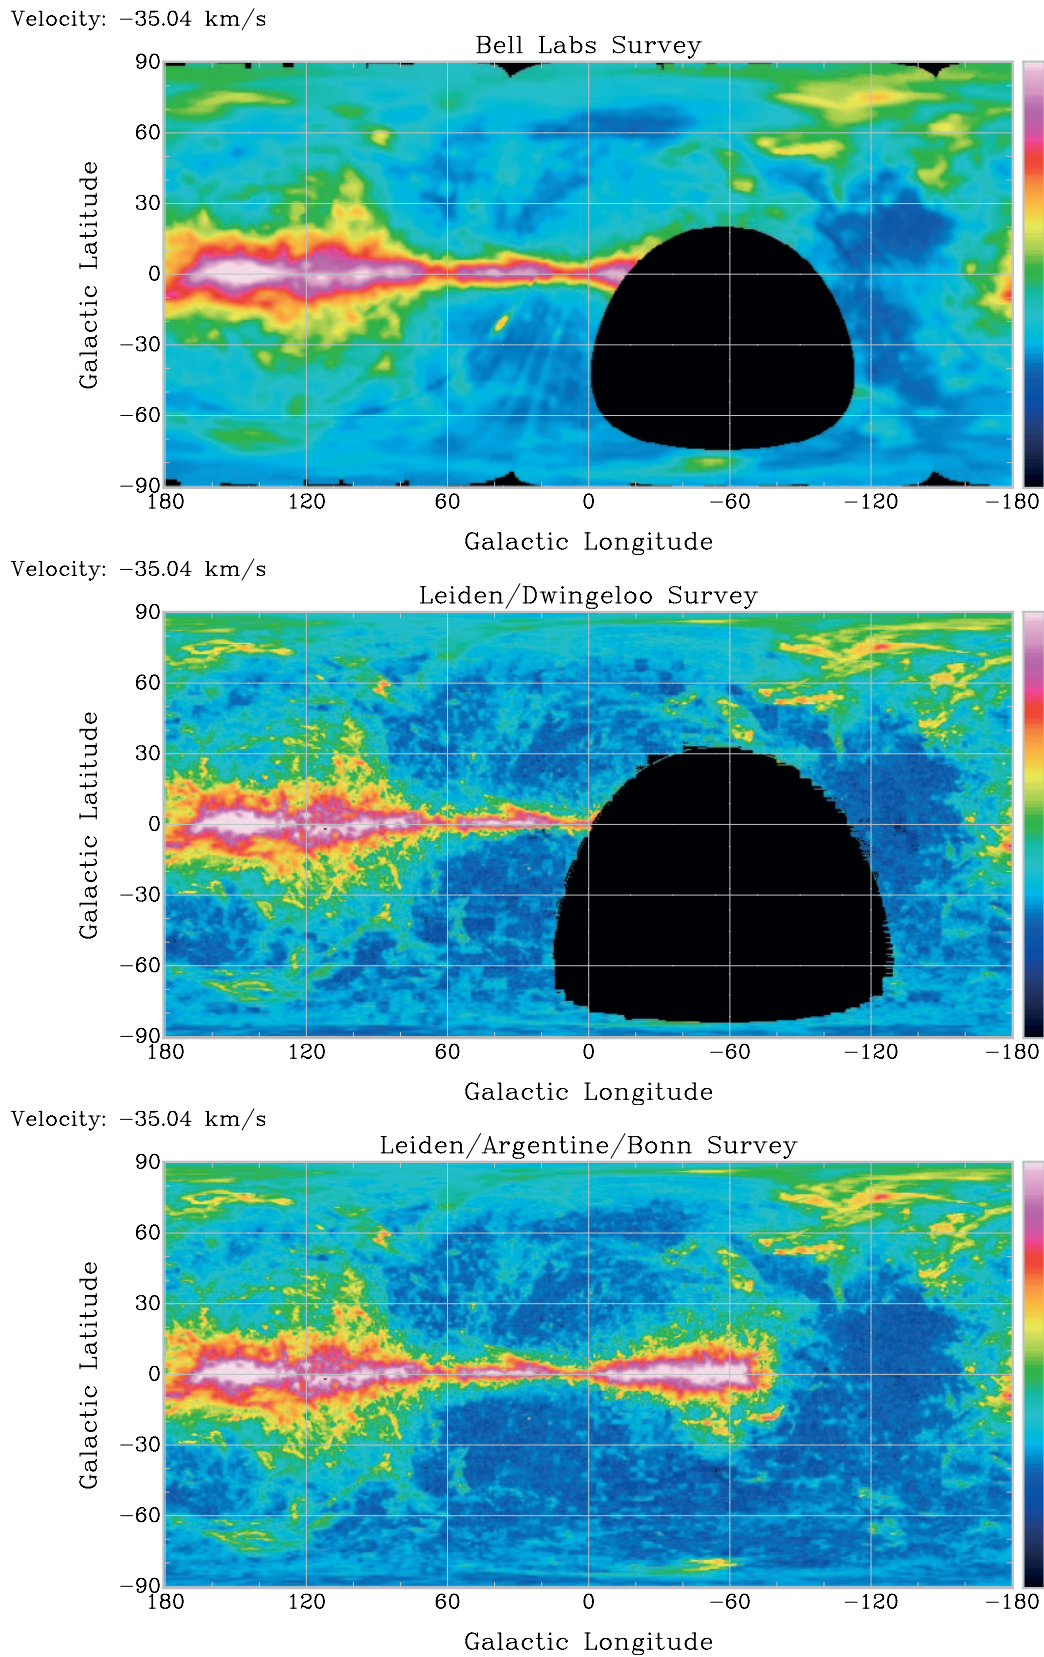 Velocity: −35.04 km/s
Bell Labs Survey
90
60
30
0
−30
−60
−90
Galactic Latitude
180 120 60 0 −60 −120 −180
Galactic Longitude
Velocity: −35.04 km/s
Leiden/Dwingeloo Survey
90
60
30
0
−30
−60
−90
Galactic Latitude
180 120 60 0 −60 −120 −180
Galactic Longitude
Velocity: −35.04 km/s
Leiden/Argentine/Bonn Survey
90
60
30
0
−30
−60
−90
Galactic Latitude
180 120 60 0 −60 −120 −180
Galactic Longitude